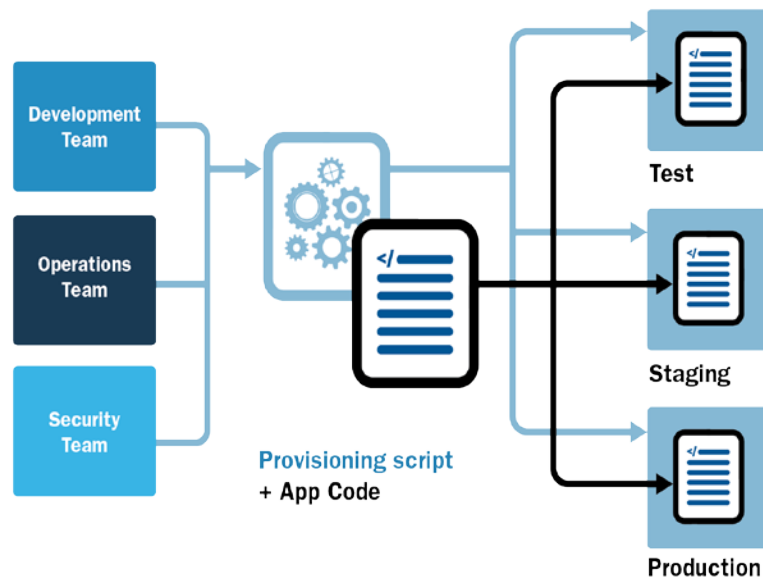 Development
Team
Operations
Team
Security
Team
Provisioning script
+ App Code
</>
</>
Test
</>
Staging
</>
Production